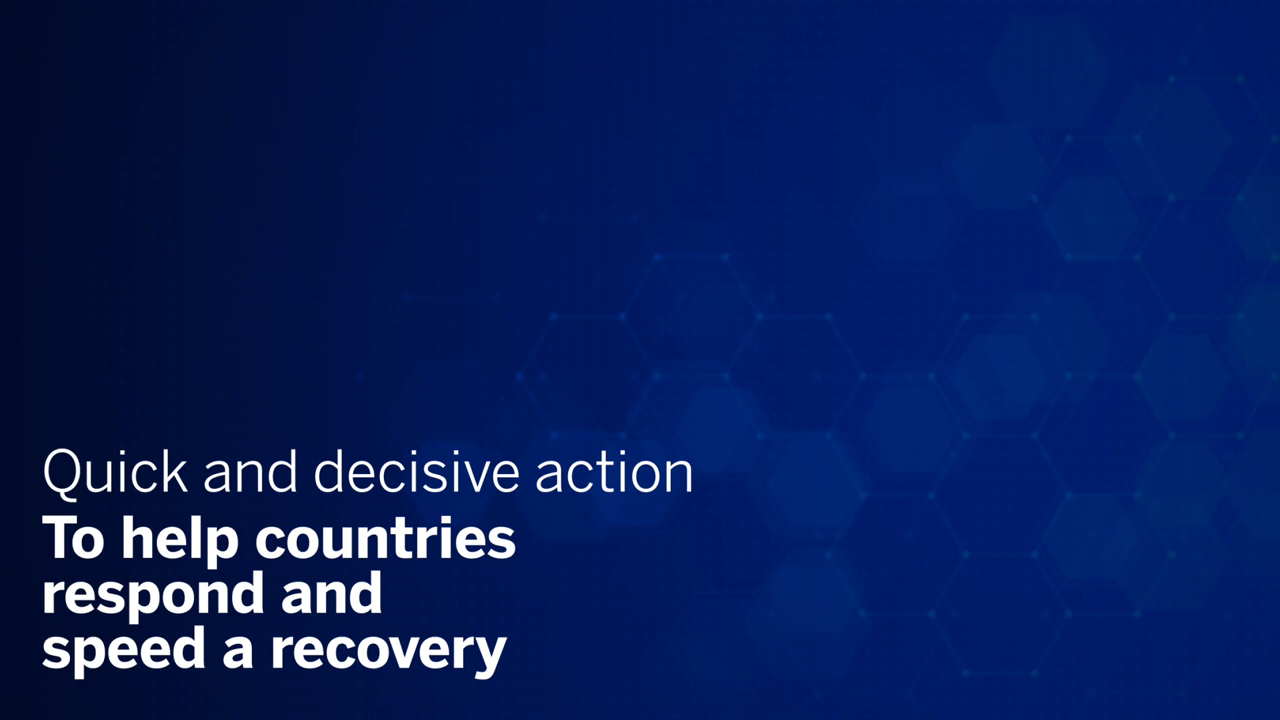 Quick and decisive action
To help countries
respond and
speed a recovery